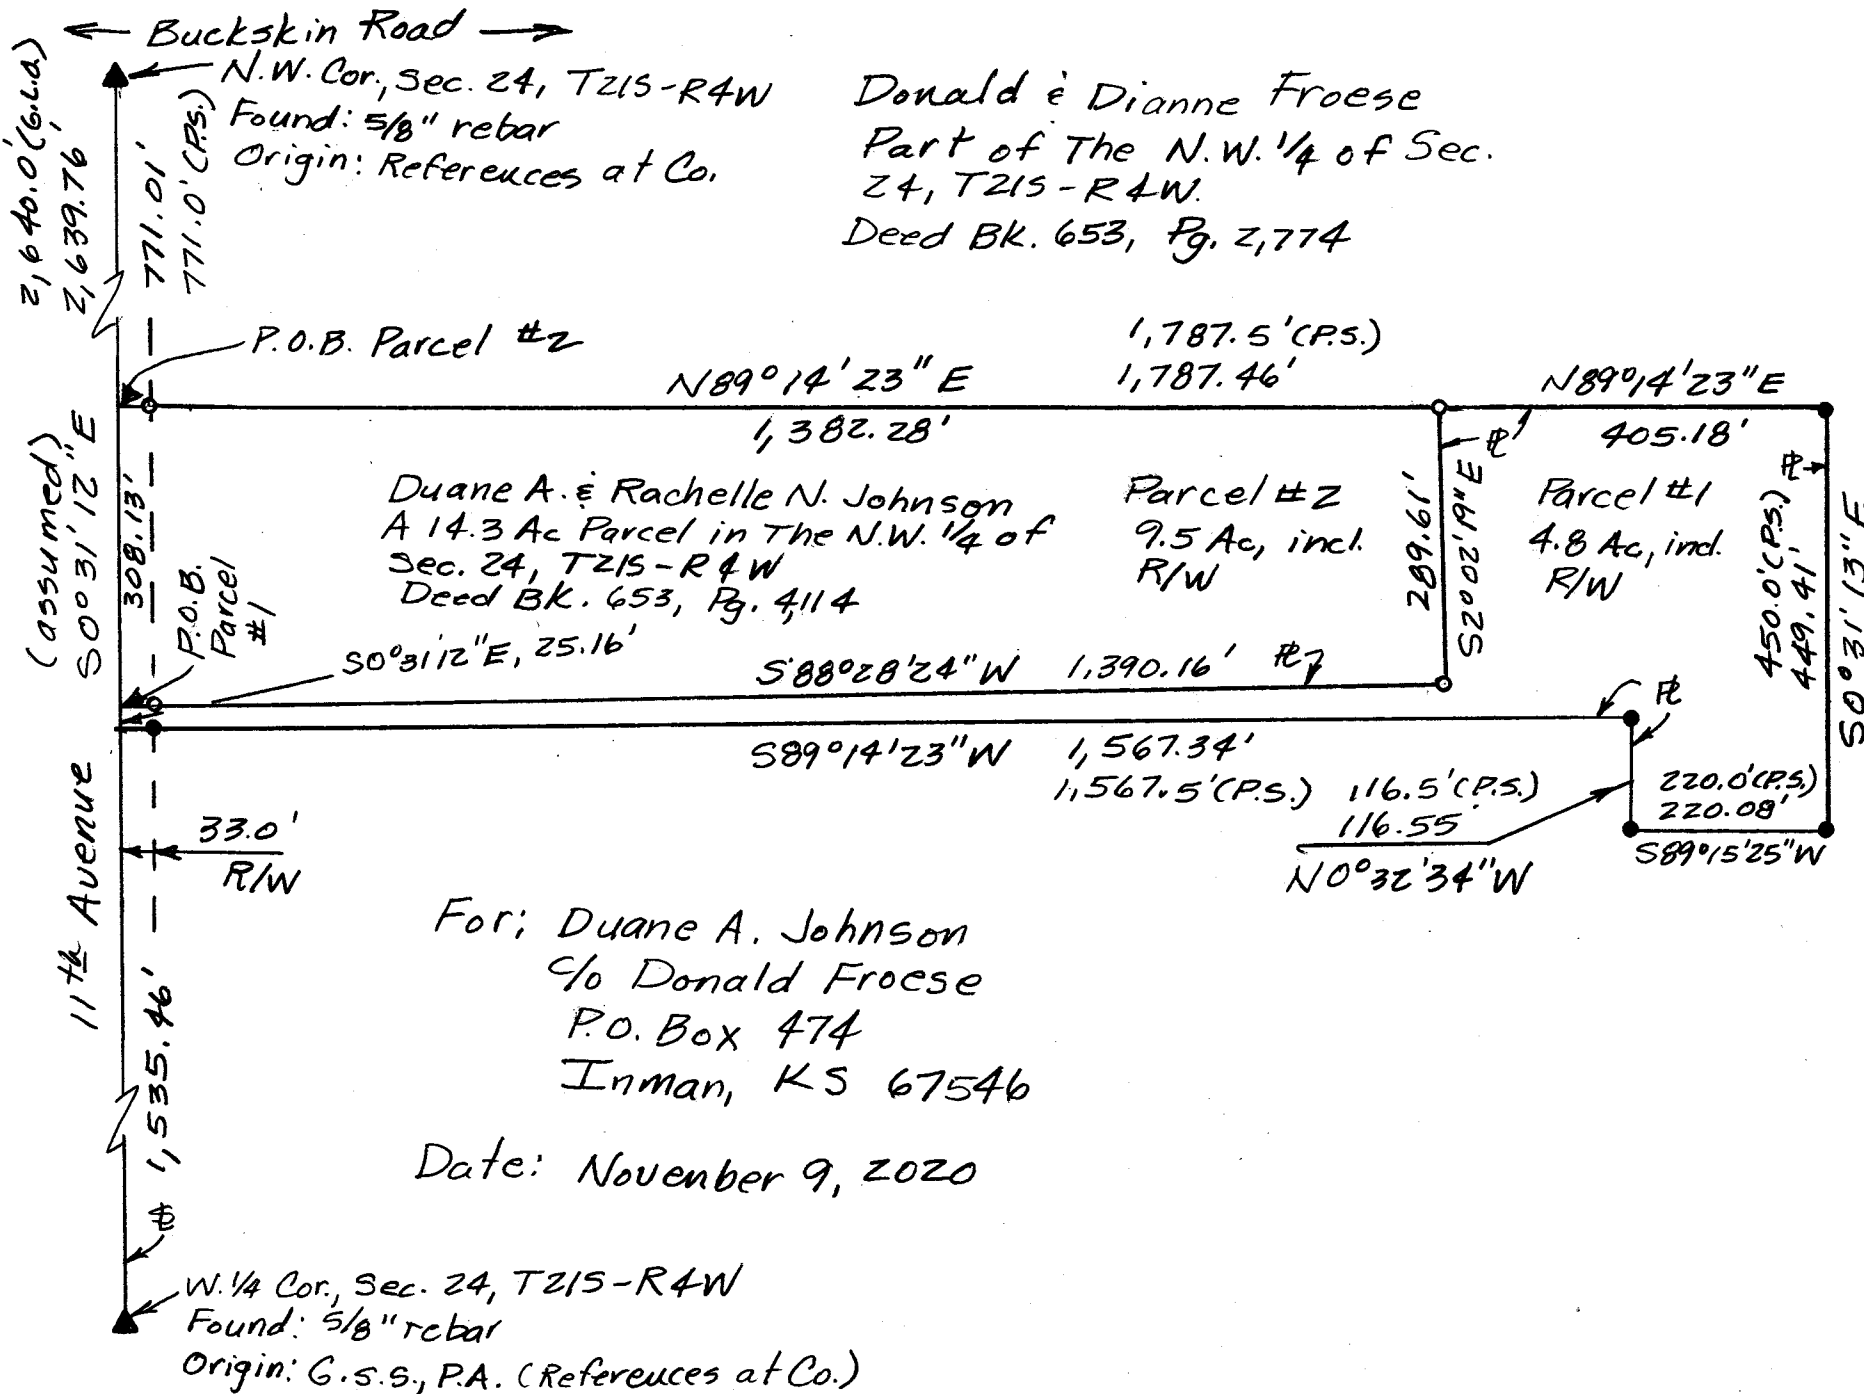 Buckskin Road
N.W. Cor., Sec. 24, T21S-R4W
Found: 5/8" rebar
Origin: References at Co.
2,640.0' (G.L.O.)
2,639.76'
771.01'
771.0' (P.S.)
Donald & Dianne Froese
Part of The N.W. 1/4 of Sec.
24, T21S-R4W.
Deed BK. 653, Pg. 2,774
P.O.B. Parcel #2
N89°14'23"E
1,382.28'
1,787.5' (P.S.)
1,787.46'
N89°14'23"E
405.18'
(assumed)
S0°31'12"E
308.13'
P.O.B.
Parcel
#1
Duane A. & Rachelle N. Johnson
A 14.3 Ac Parcel in The N.W. 1/4 of
Sec. 24, T21S-R4W
Deed BK. 653, Pg. 4,114
Parcel #2
9.5 Ac, incl.
R/W
289.61'
S2°02'19"E
PL
Parcel #1
4.8 Ac, incl.
R/W
PL
450.0' (P.S.)
449.41'
S0°31'13"E
S0°31'12"E, 25.16'
S88°28'24"W 1,390.16' PL
PL
S89°14'23"W 1,567.34'
1,567.5' (P.S.)
116.5' (P.S.)
116.55'
N0°32'34"W
220.0' (P.S.)
220.08'
S89°15'25"W
11th Avenue
33.0'
R/W
1,535.46'
For; Duane A. Johnson
c/o Donald Froese
P.O. Box 474
Inman, KS 67546
Date: November 9, 2020
W. 1/4 Cor., Sec. 24, T21S-R4W
Found: 5/8" rebar
Origin: G.S.S., P.A. (References at Co.)